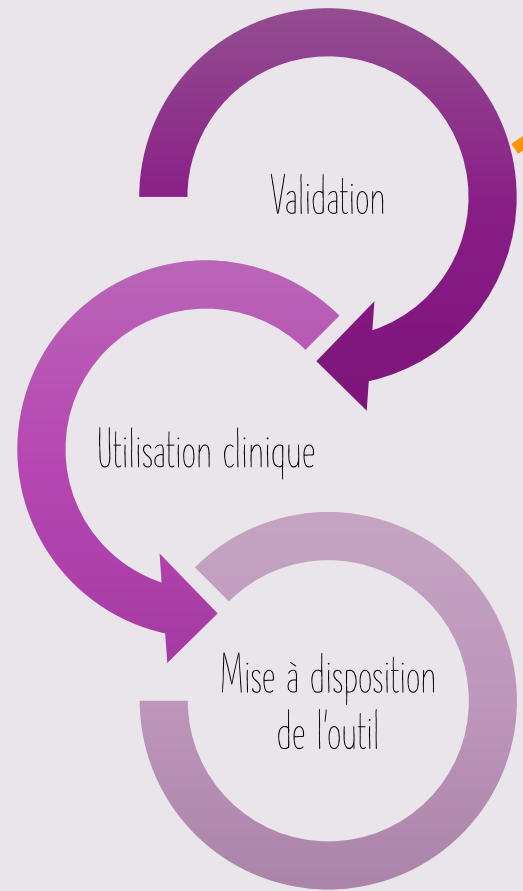 Validation
Utilisation clinique
Mise à disposition
de l'outil